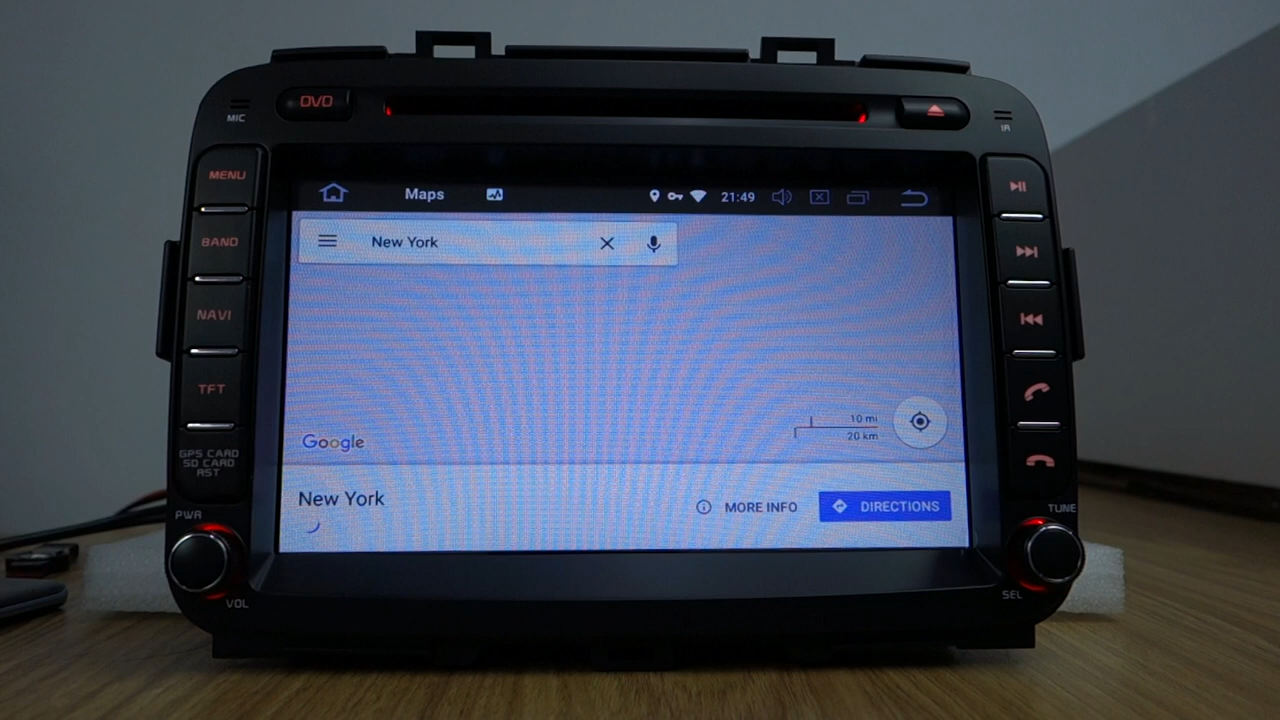 DVD
MIC
IR
MENU
BAND
NAVI
TFT
GPS CARD
SD CARD
RST
PWR
VOL
TUNE
SEL
Maps
21:49
New York
10 mi
20 km
Google
New York
MORE INFO
DIRECTIONS